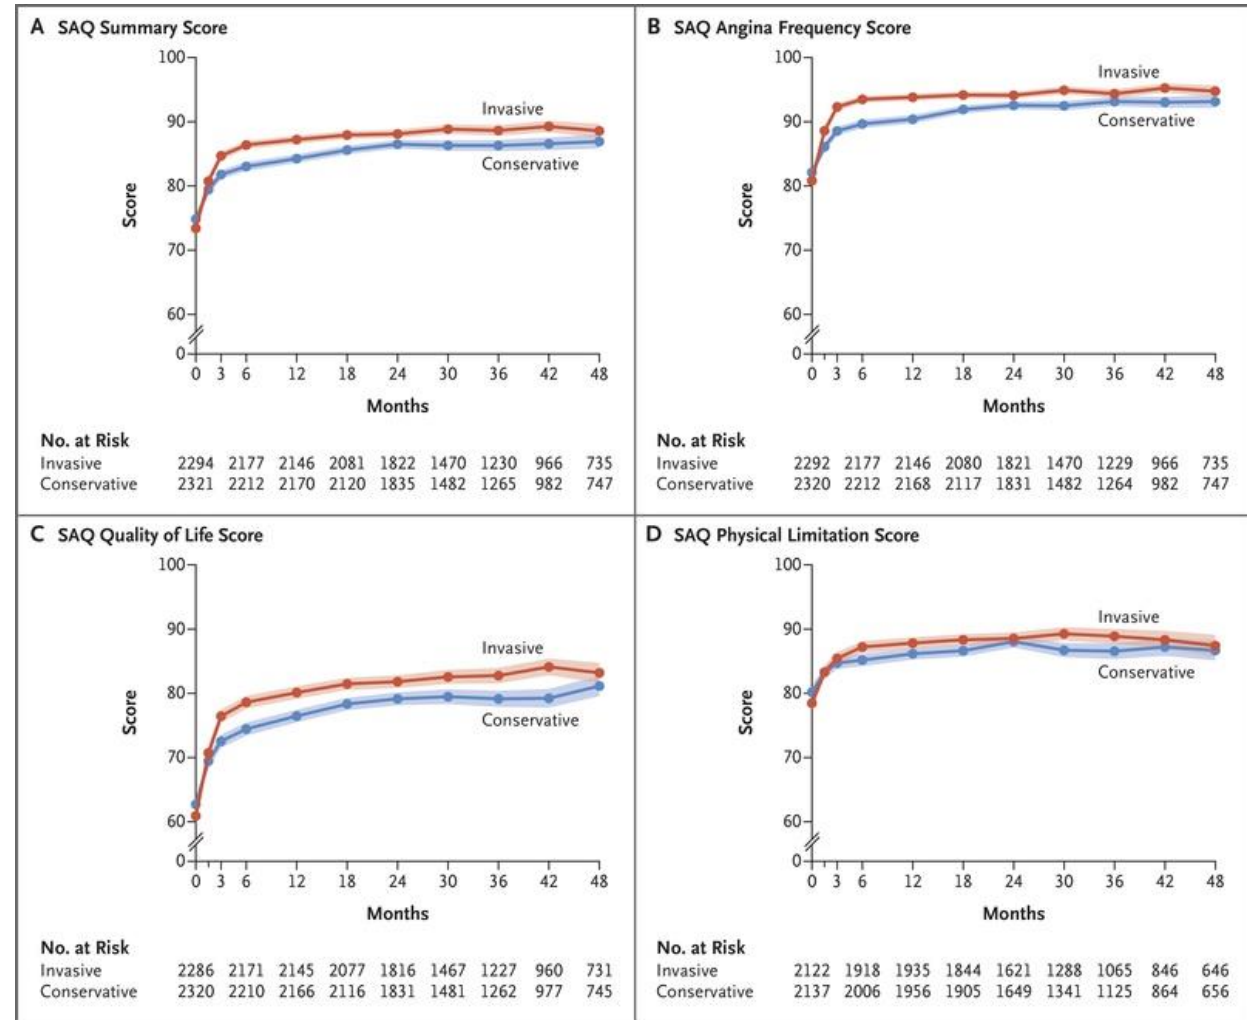 A SAQ Summary Score
100
90
80
70
60
0
Score
Invasive
Conservative
0 3 6 12 18 24 30 36 42 48
Months
No. at Risk
Invasive 2294 2177 2146 2081 1822 1470 1230 966 735
Conservative 2321 2212 2170 2120 1835 1482 1265 982 747
B SAQ Angina Frequency Score
100
90
80
70
60
0
Score
Invasive
Conservative
0 3 6 12 18 24 30 36 42 48
Months
No. at Risk
Invasive 2292 2177 2146 2080 1821 1470 1229 966 735
Conservative 2320 2212 2168 2117 1831 1482 1264 982 747
C SAQ Quality of Life Score
100
90
80
70
60
0
Score
Invasive
Conservative
0 3 6 12 18 24 30 36 42 48
Months
No. at Risk
Invasive 2286 2171 2145 2077 1816 1467 1227 960 731
Conservative 2320 2210 2166 2116 1831 1481 1262 977 745
D SAQ Physical Limitation Score
100
90
80
70
60
0
Score
Invasive
Conservative
0 3 6 12 18 24 30 36 42 48
Months
No. at Risk
Invasive 2122 1918 1935 1844 1621 1288 1065 846 646
Conservative 2137 2006 1956 1905 1649 1341 1125 864 656